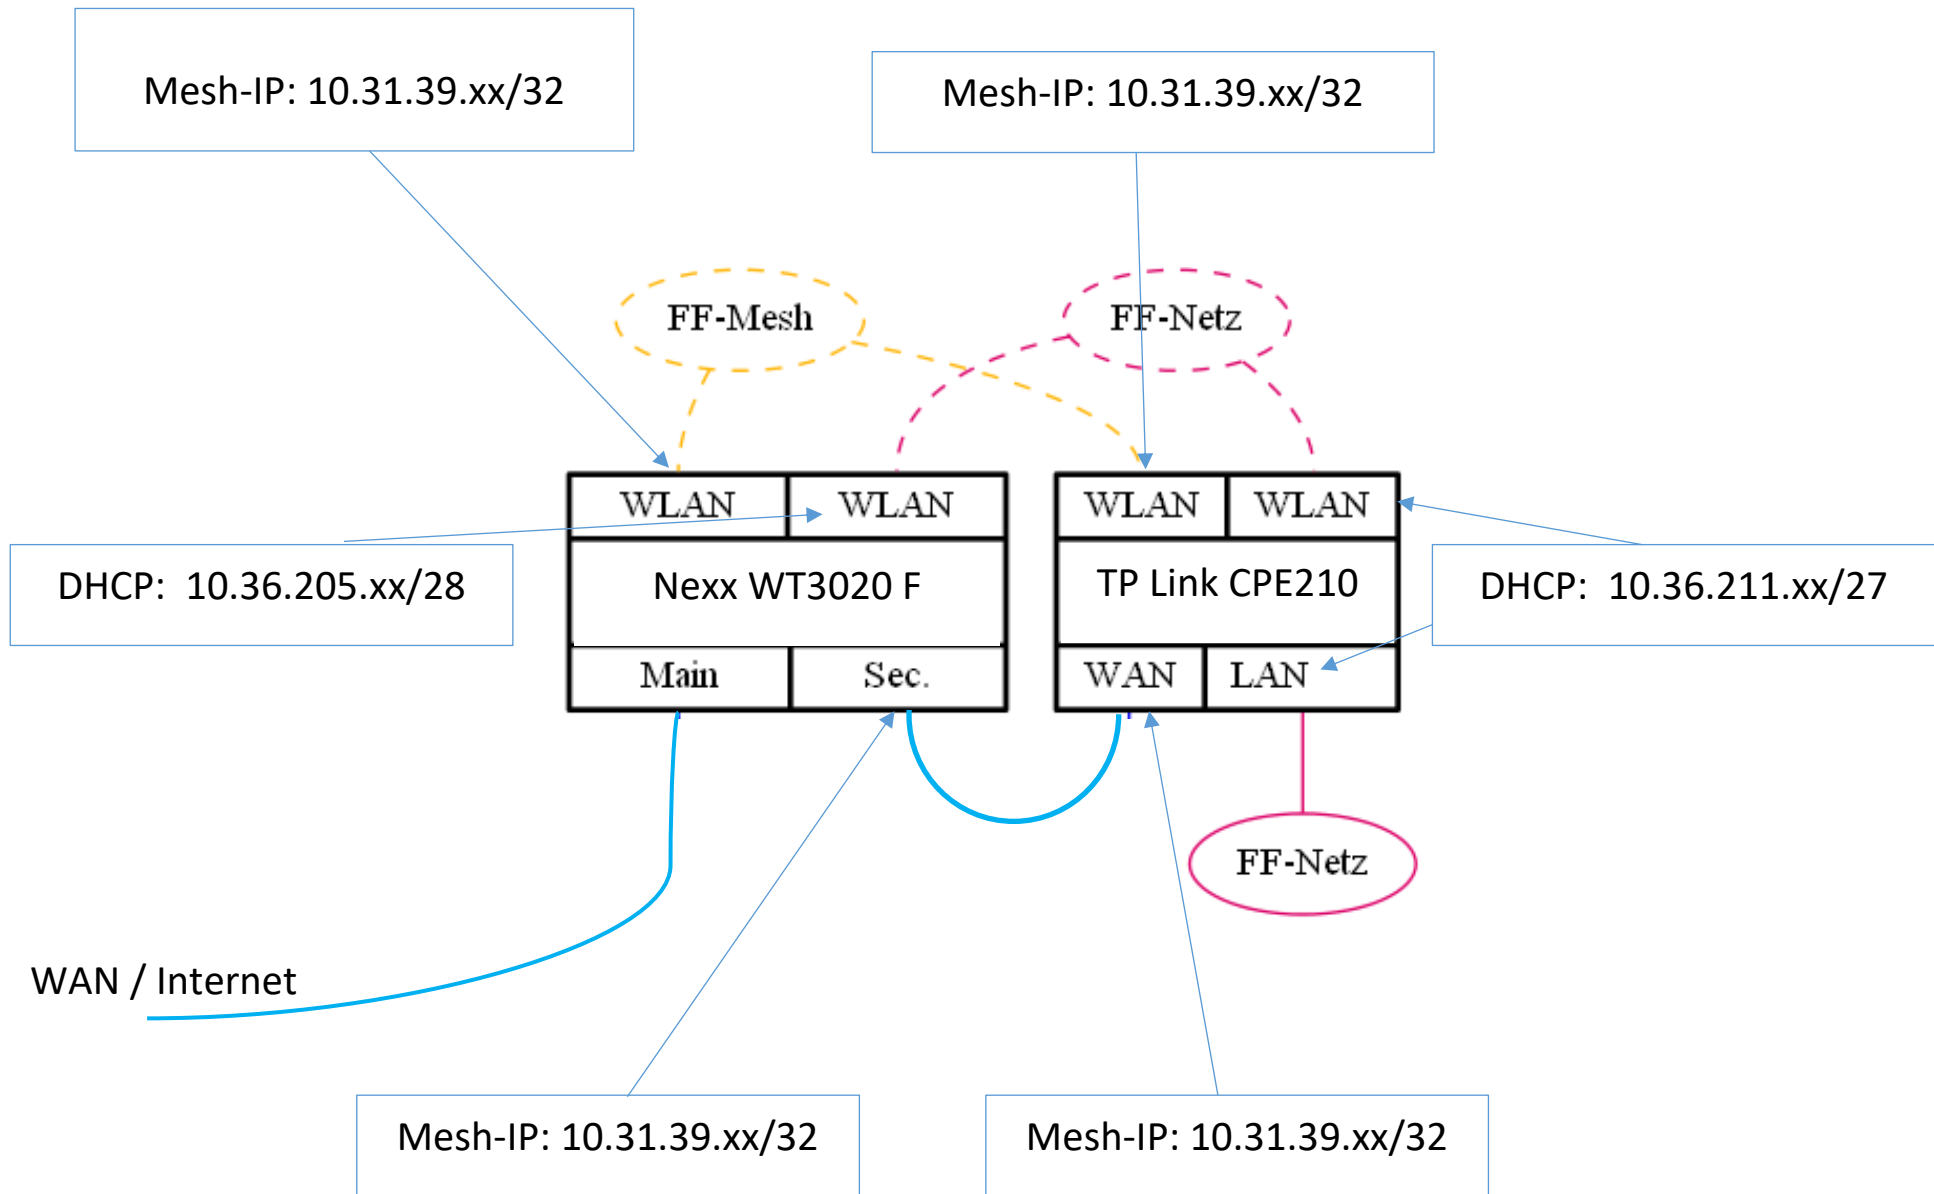 Mesh-IP: 10.31.39.xx/32
Mesh-IP: 10.31.39.xx/32
FF-Mesh
FF-Netz
WLAN
WLAN
WLAN
WLAN
DHCP:  10.36.205.xx/28
Nexx WT3020 F
TP Link CPE210
DHCP:  10.36.211.xx/27
Main
Sec.
WAN
LAN
FF-Netz
WAN / Internet
Mesh-IP: 10.31.39.xx/32
Mesh-IP: 10.31.39.xx/32